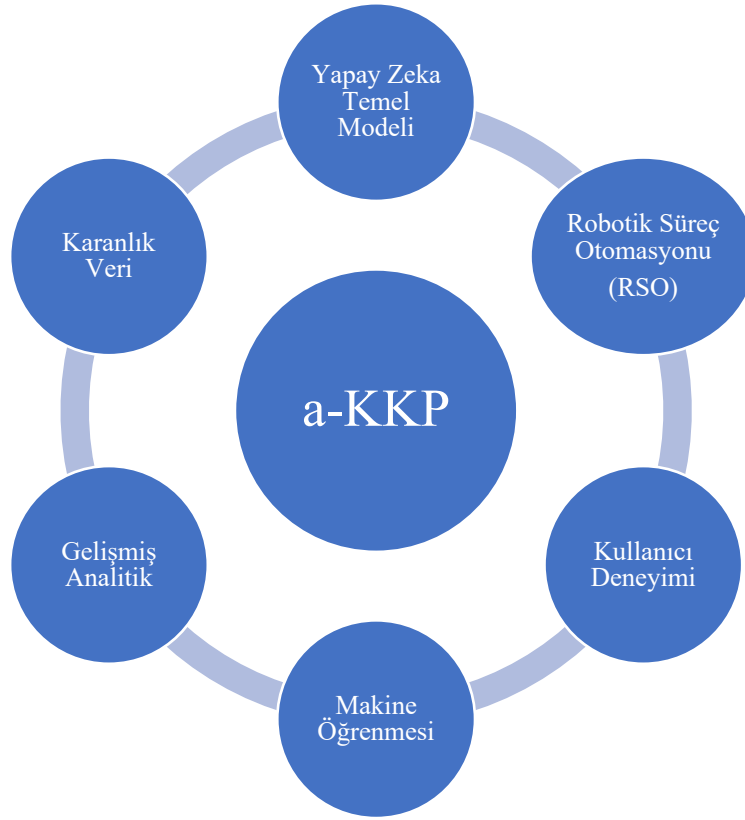 Yapay Zeka
Temel
Modeli
Robotik Süreç
Otomasyonu
(RSO)
Kullanıcı
Deneyimi
Makine
Öğrenmesi
Gelişmiş
Analitik
Karanlık
Veri
a-KKP